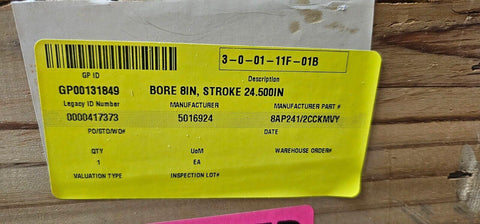 3-0-01-11F-01B
GP ID Description
GP00131849 BORE 8IN, STROKE 24.500IN
Legacy ID Number MANUFACTURER MANUFACTURER PART #
0000417373 5016924 8AP241/2CCKMVY
PO/STO/WO# DATE
QTY UoM WAREHOUSE ORDER#
1 EA
VALUATION TYPE INSPECTION LOT#